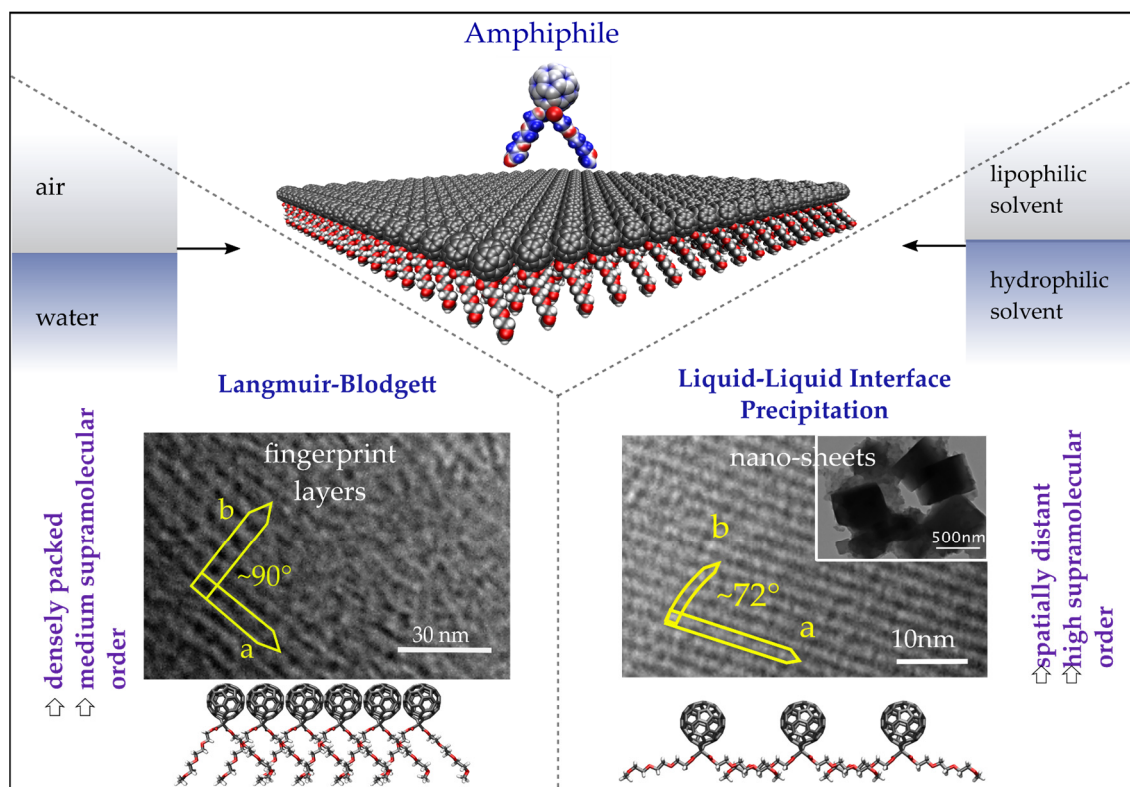 Amphiphile
air
water
lipophilic
solvent
hydrophilic
solvent
Langmuir-Blodgett
Liquid-Liquid Interface
Precipitation
⇧ densely packed
⇧ medium supramolecular
order
fingerprint
layers
b
~90°
a
30 nm
nano-sheets
500nm
b
~72°
a
10nm
⇧spatially distant
⇧high supramolecular
order